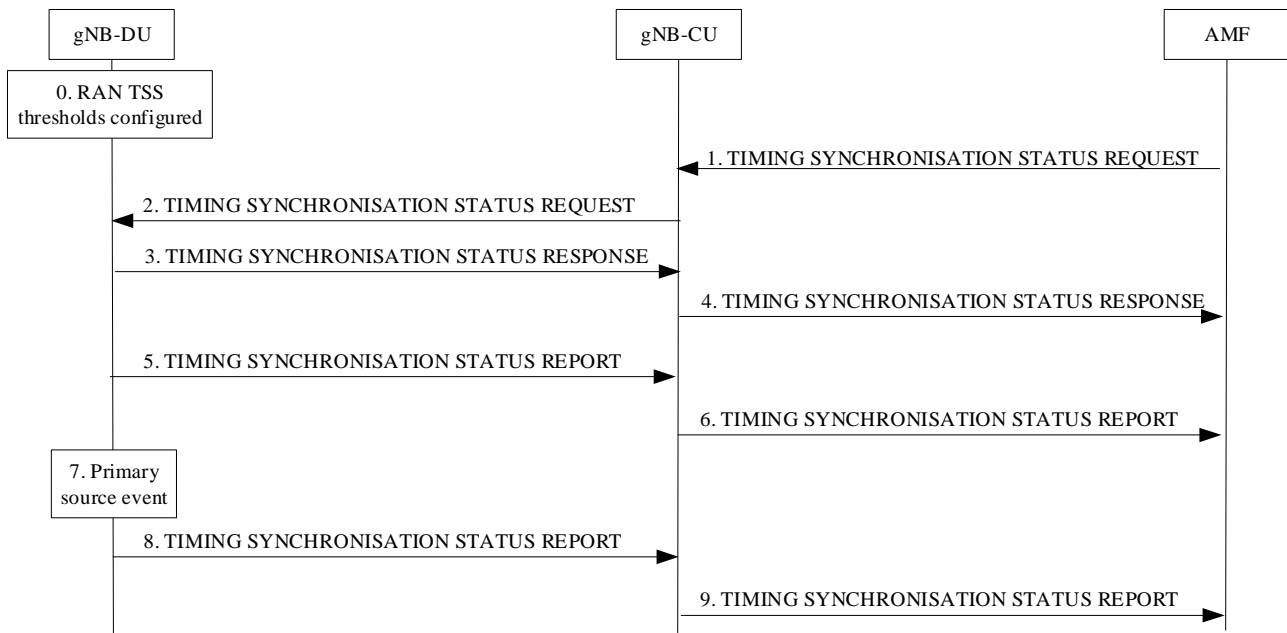 gNB-DU
gNB-CU
AMF
0. RAN TSS
thresholds configured
1. TIMING SYNCHRONISATION STATUS REQUEST
2. TIMING SYNCHRONISATION STATUS REQUEST
3. TIMING SYNCHRONISATION STATUS RESPONSE
4. TIMING SYNCHRONISATION STATUS RESPONSE
5. TIMING SYNCHRONISATION STATUS REPORT
6. TIMING SYNCHRONISATION STATUS REPORT
7. Primary
source event
8. TIMING SYNCHRONISATION STATUS REPORT
9. TIMING SYNCHRONISATION STATUS REPORT